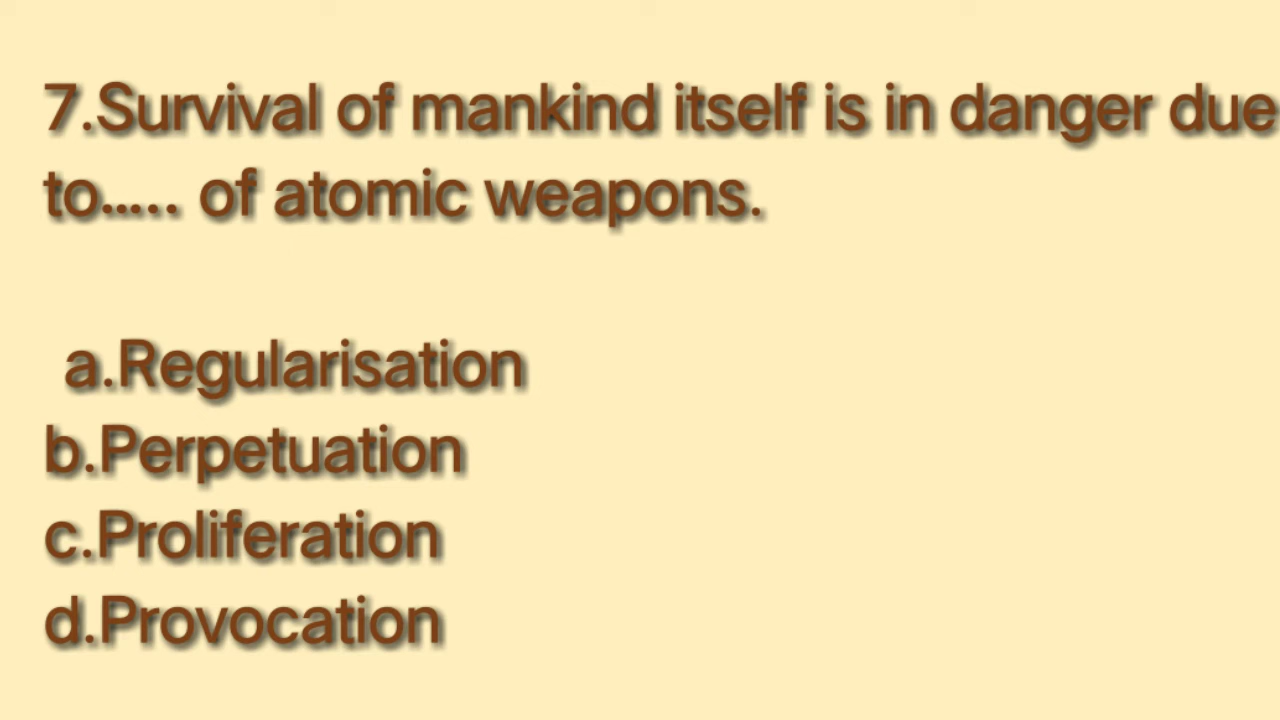 7.Survival of mankind itself is in danger due
to..... of atomic weapons.
a.Regularisation
b.Perpetuation
c.Proliferation
d.Provocation